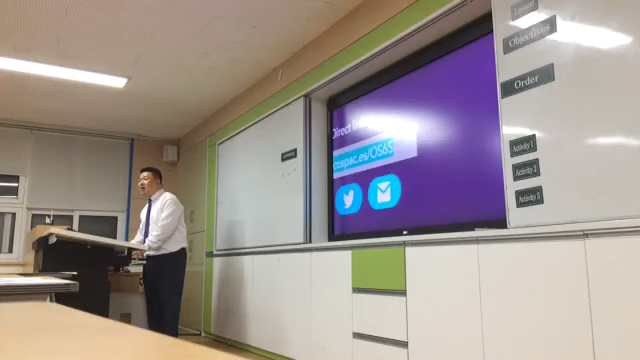 Direct
cospac.es/OS65
Lesson
Objectives
Order
Activity 1
Activity 2
Activity 3